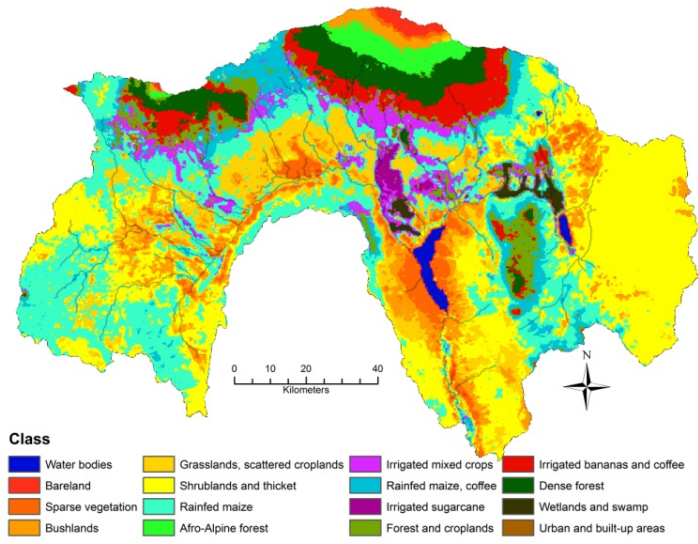 N
0 10 20 40
Kilometers
Class
Water bodies Grasslands, scattered croplands Irrigated mixed crops Irrigated bananas and coffee
Bareland Shrublands and thicket Rainfed maize, coffee Dense forest
Sparse vegetation Rainfed maize Irrigated sugarcane Wetlands and swamp
Bushlands Afro-Alpine forest Forest and croplands Urban and built-up areas